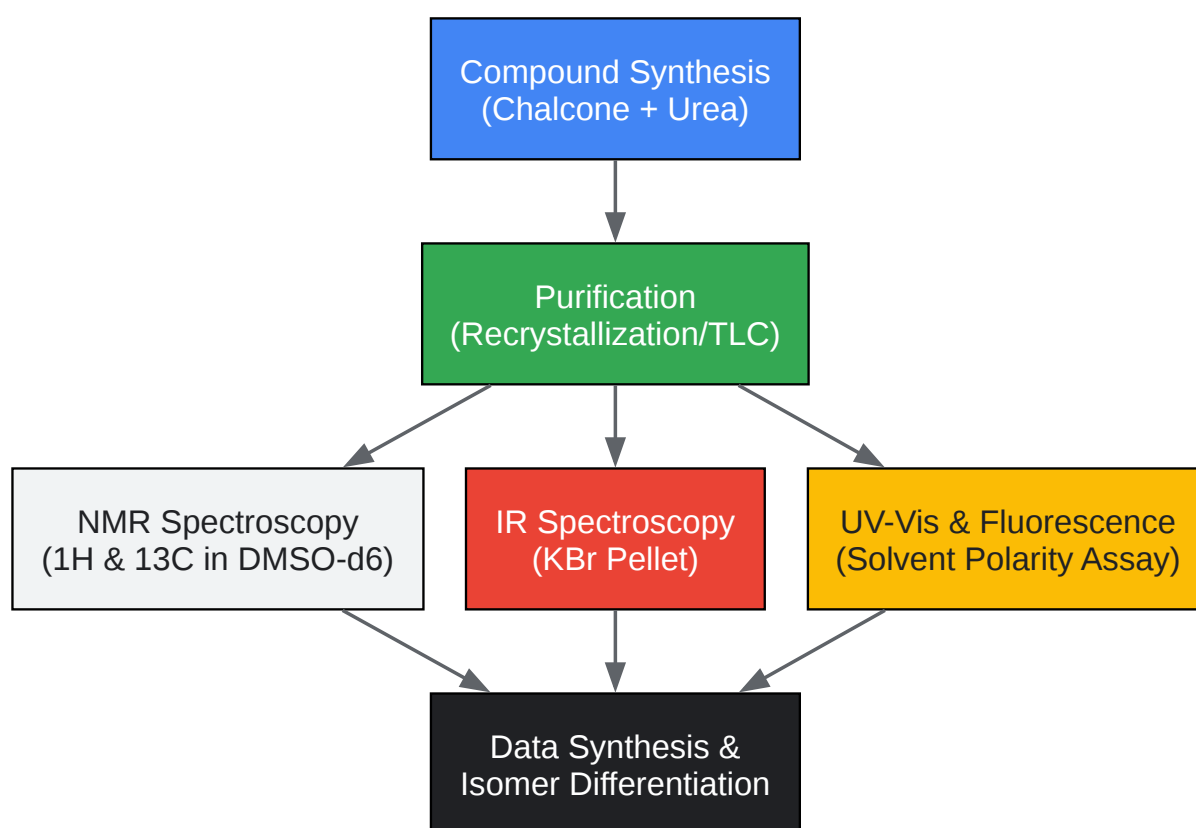 Compound Synthesis
(Chalcone + Urea)
Purification
(Recrystallization/TLC)
NMR Spectroscopy
(1H & 13C in DMSO-d6)
IR Spectroscopy
(KBr Pellet)
UV-Vis & Fluorescence
(Solvent Polarity Assay)
Data Synthesis &
Isomer Differentiation